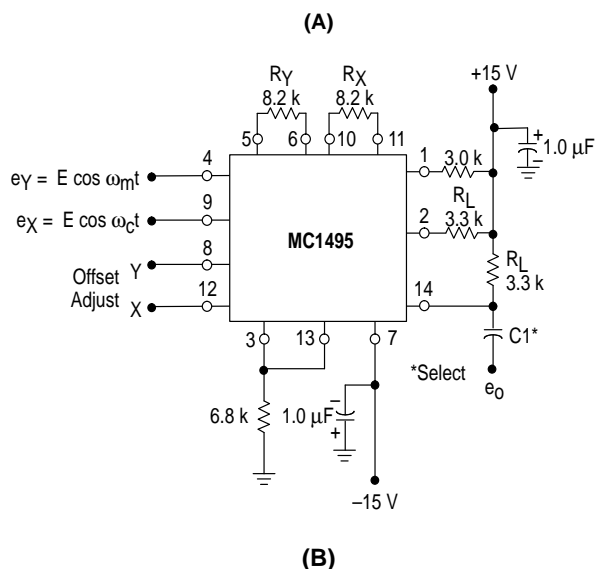 (A)
RY
8.2 k
RX
8.2 k
+15 V
5
6
10
11
+
1.0 µF
–
4
1
3.0 k
eY = E cos ωmt
9
RL
eX = E cos ωct
2
3.3 k
MC1495
8
RL
3.3 k
Offset
Adjust
Y
14
12
X
C1*
3
13
7
*Select
eo
6.8 k
1.0 µF
–
+
–15 V
(B)